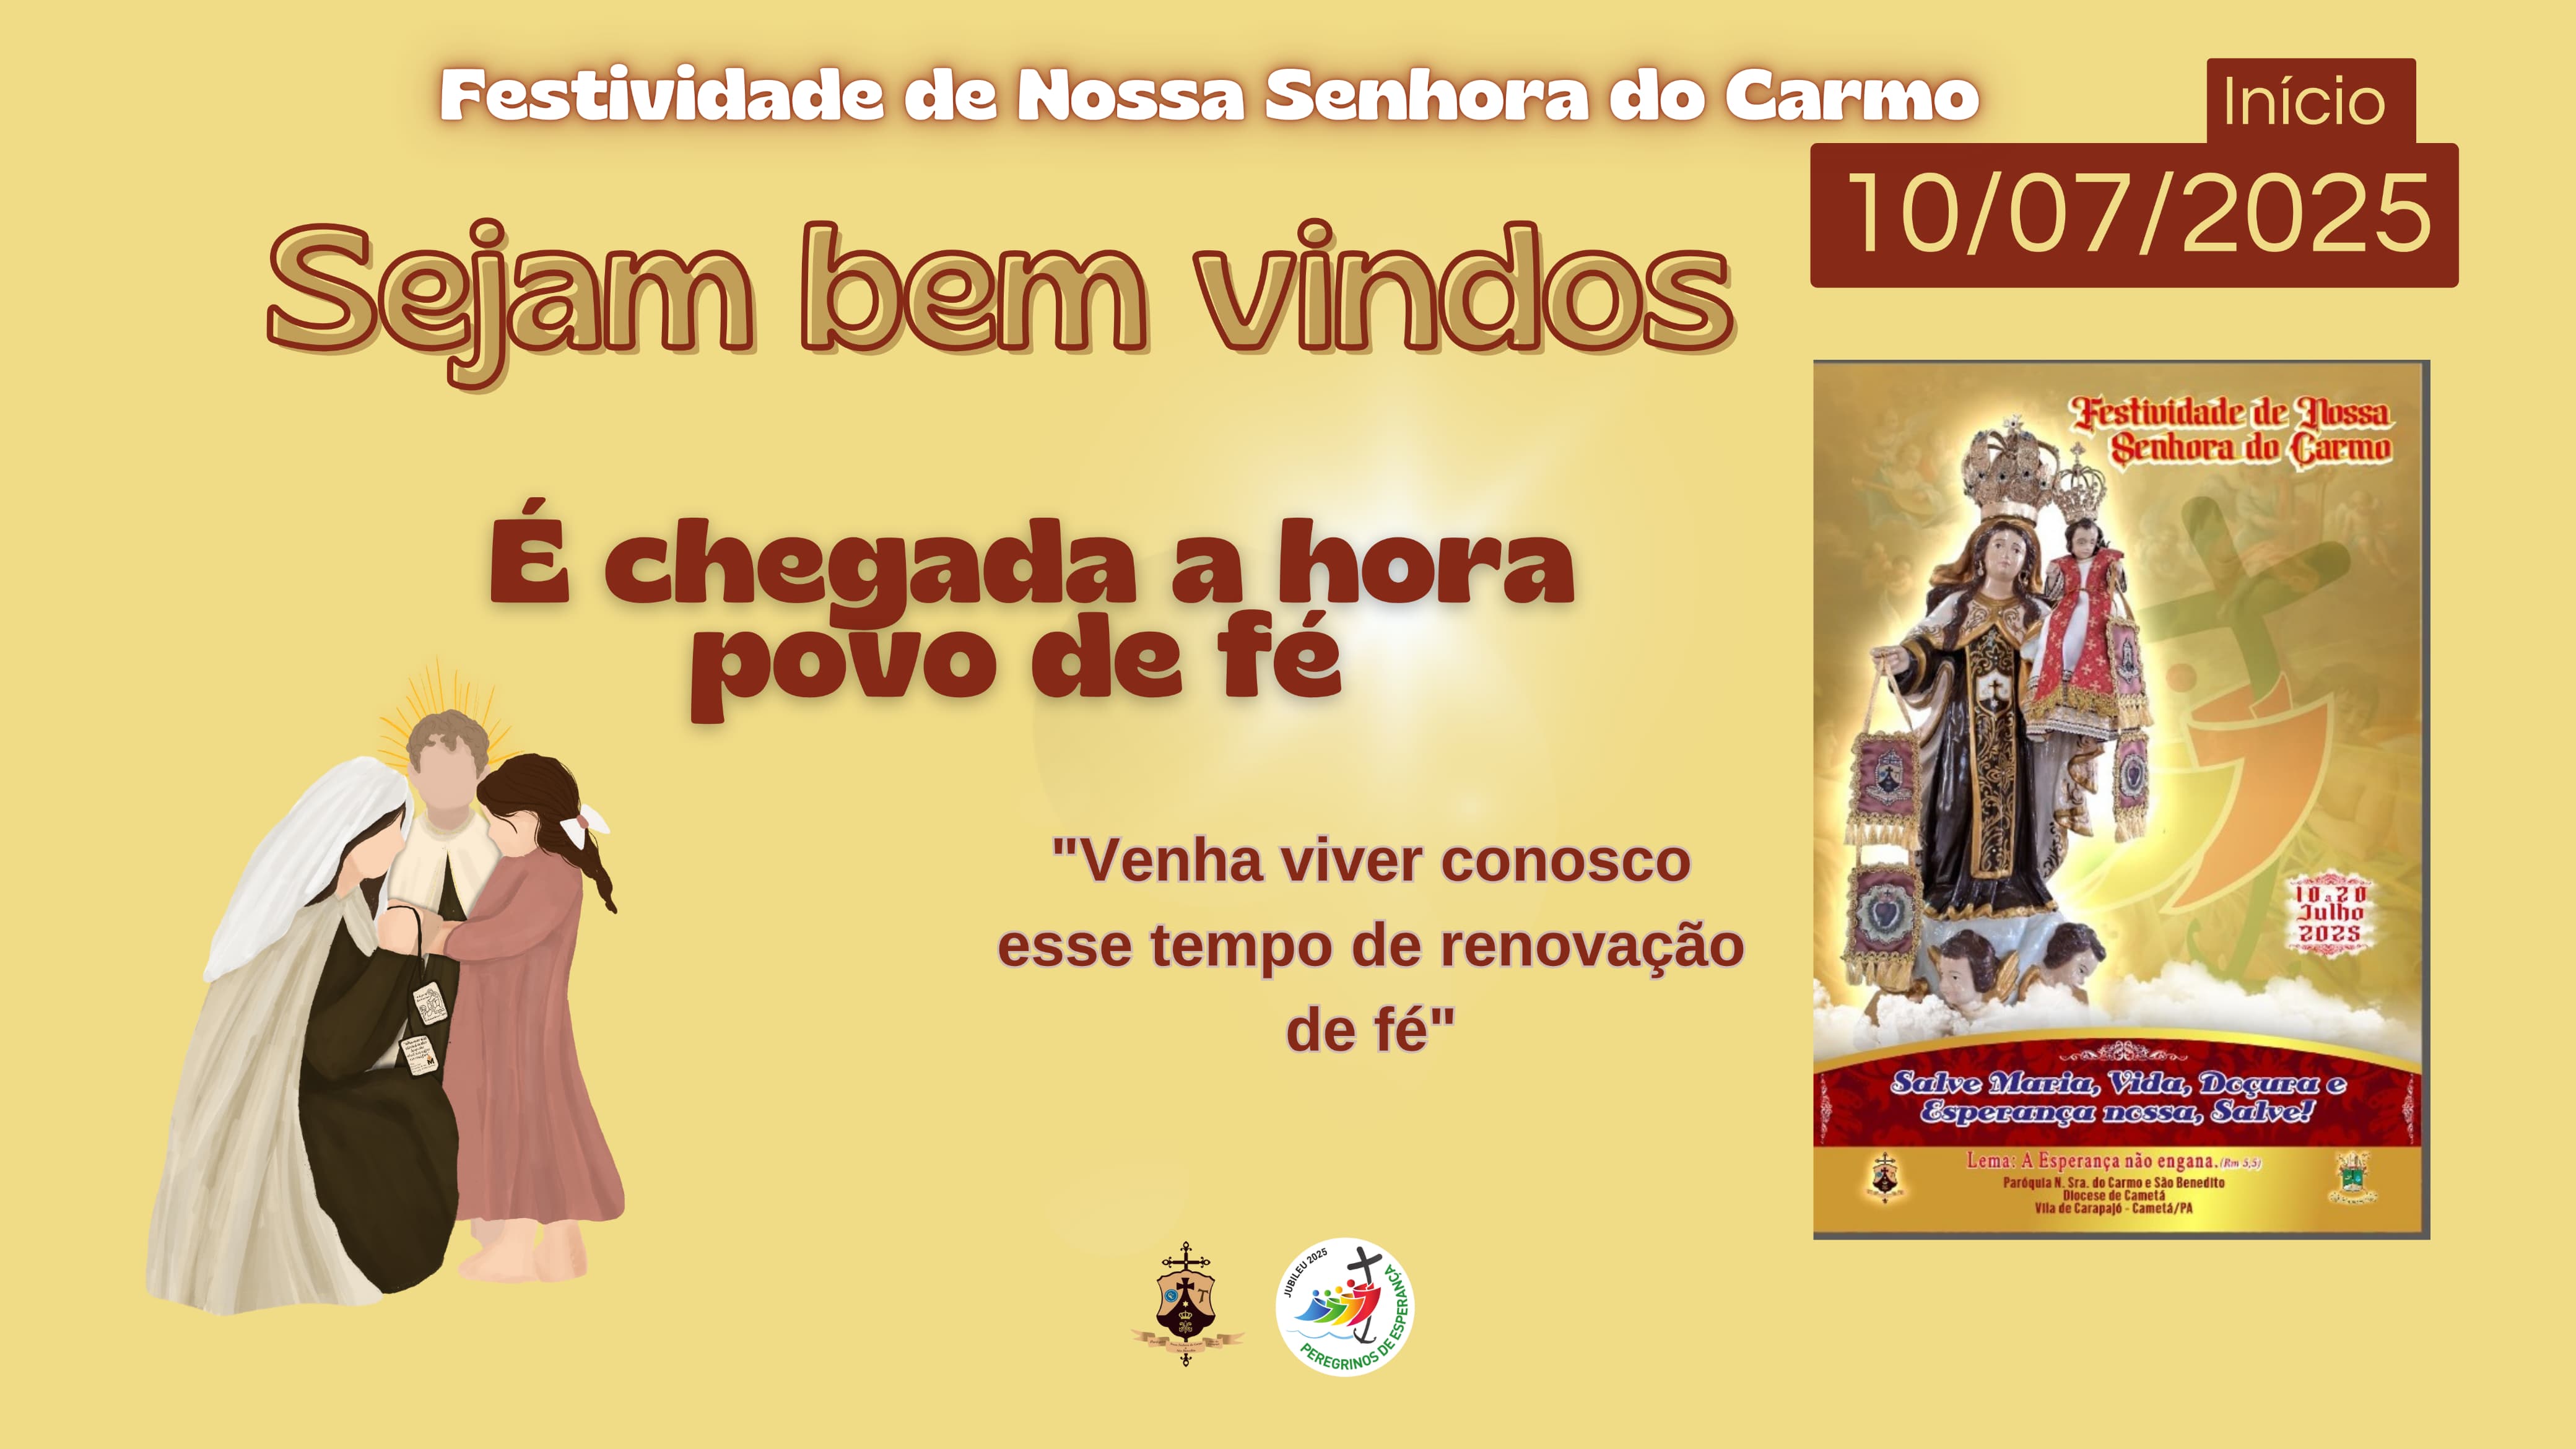 Festividade de Nossa Senhora do Carmo
Início
10/07/2025
Sejam bem vindos
É chegada a hora
povo de fé
"Venha viver conosco
esse tempo de renovação
de fé"
Festividade de Nossa
Senhora do Carmo
10 a 20
Julho
2025
Salve Maria, Vida, Doçura e
Esperança nossa, Salve!
Lema: A Esperança não engana. (Rm 5,5)
Paróquia N. Sra. do Carmo e São Benedito
Diocese de Cametá
Vila de Carapajó - Cametá/PA
JUBILEU 2025
PEREGRINOS DE ESPERANÇA